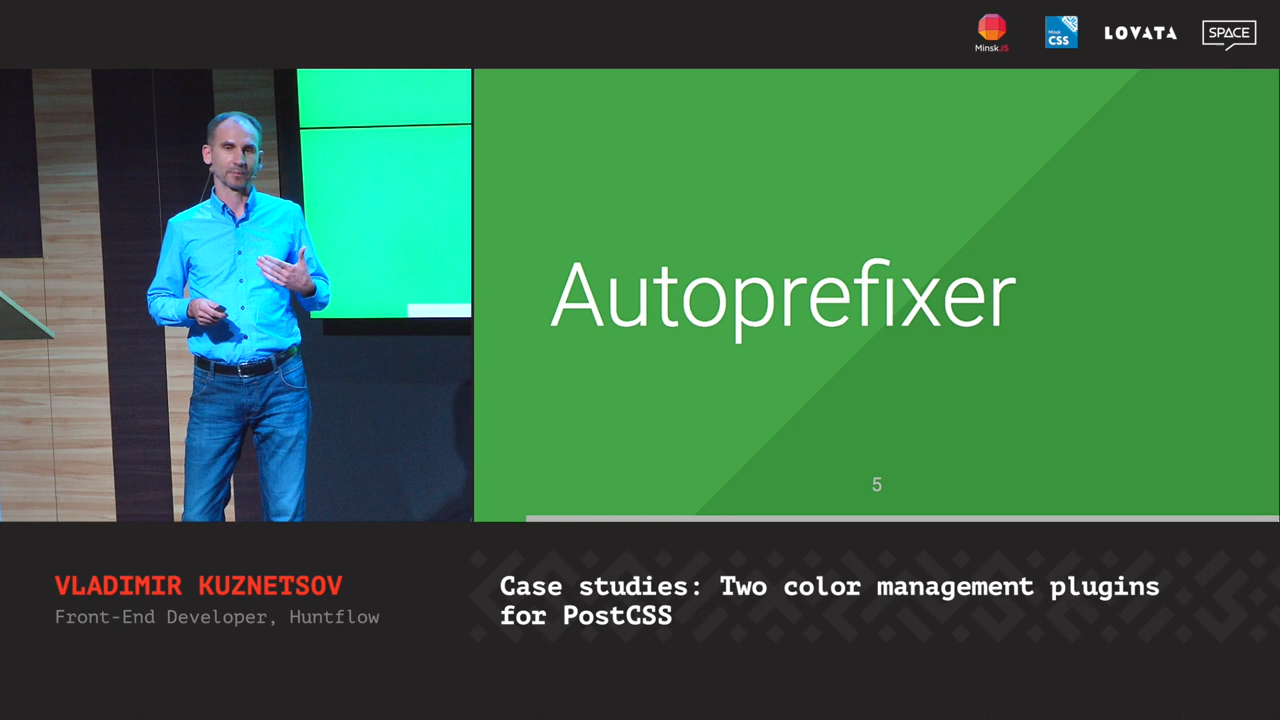 MinskJS
Minsk
CSS
LOVATA
SPACE
Autoprefixer
5
VLADIMIR KUZNETSOV
Front-End Developer, Huntflow
Case studies: Two color management plugins
for PostCSS